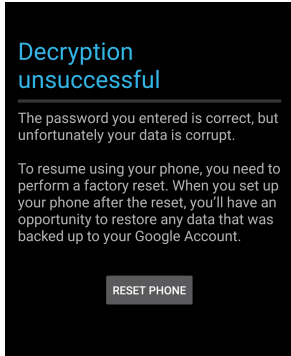 Decryption
unsuccessful
The password you entered is correct, but
unfortunately your data is corrupt.
To resume using your phone, you need to
perform a factory reset. When you set up
your phone after the reset, you'll have an
opportunity to restore any data that was
backed up to your Google Account.
RESET PHONE